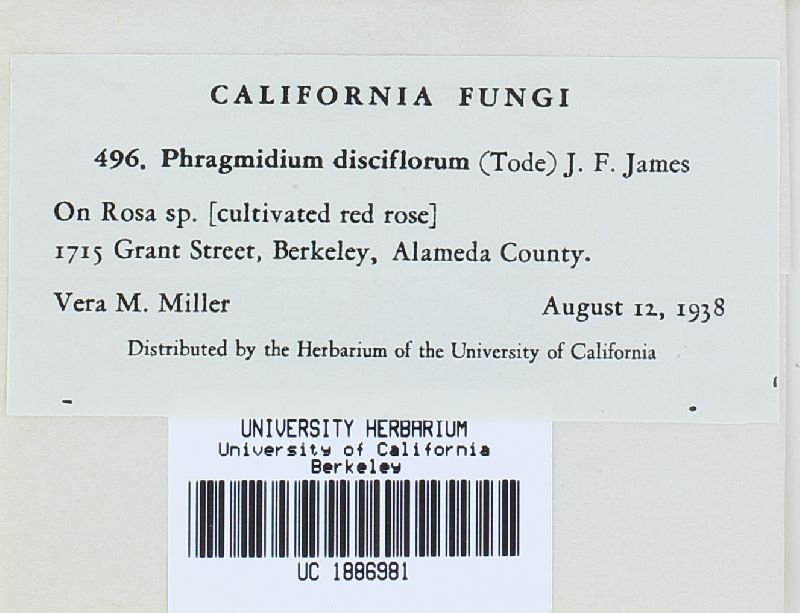 CALIFORNIA FUNGI
496. Phragmidium disciflorum (Tode) J. F. James
On Rosa sp. [cultivated red rose]
1715 Grant Street, Berkeley, Alameda County.
Vera M. Miller August 12, 1938
Distributed by the Herbarium of the University of California
UNIVERSITY HERBARIUM
University of California
Berkeley
UC 1886981